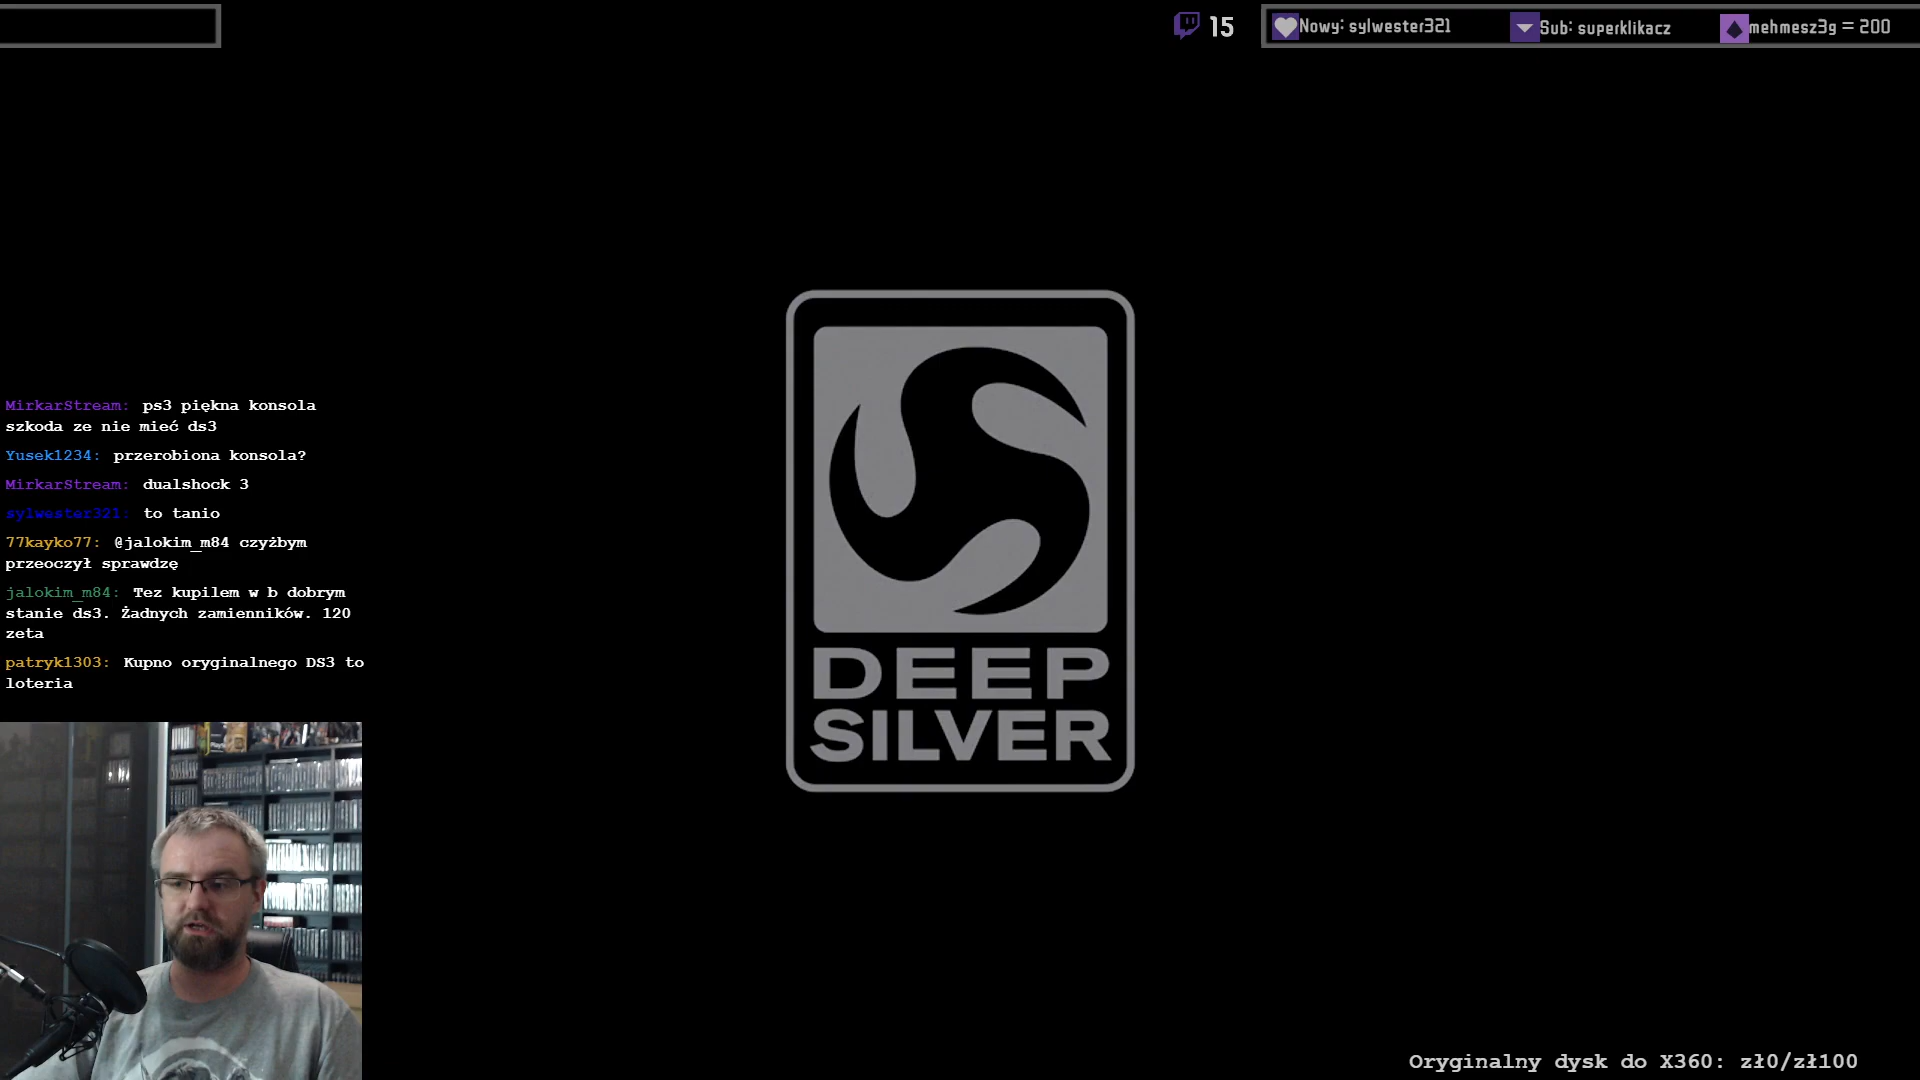 15
Nowy: sylwester321
Sub: superklikacz
mehmesz3g = 200
MirkarStream: ps3 piękna konsola
szkoda ze nie mieć ds3
Yusek1234: przerobiona konsola?
MirkarStream: dualshock 3
sylwester321: to tanio
77kayko77: @jalokim_m84 czyżbym
przeoczył sprawdzę
jalokim_m84: Tez kupilem w b dobrym
stanie ds3. Żadnych zamienników. 120
zeta
patryk1303: Kupno oryginalnego DS3 to
loteria
DEEP
SILVER
Oryginalny dysk do X360: zł0/zł100